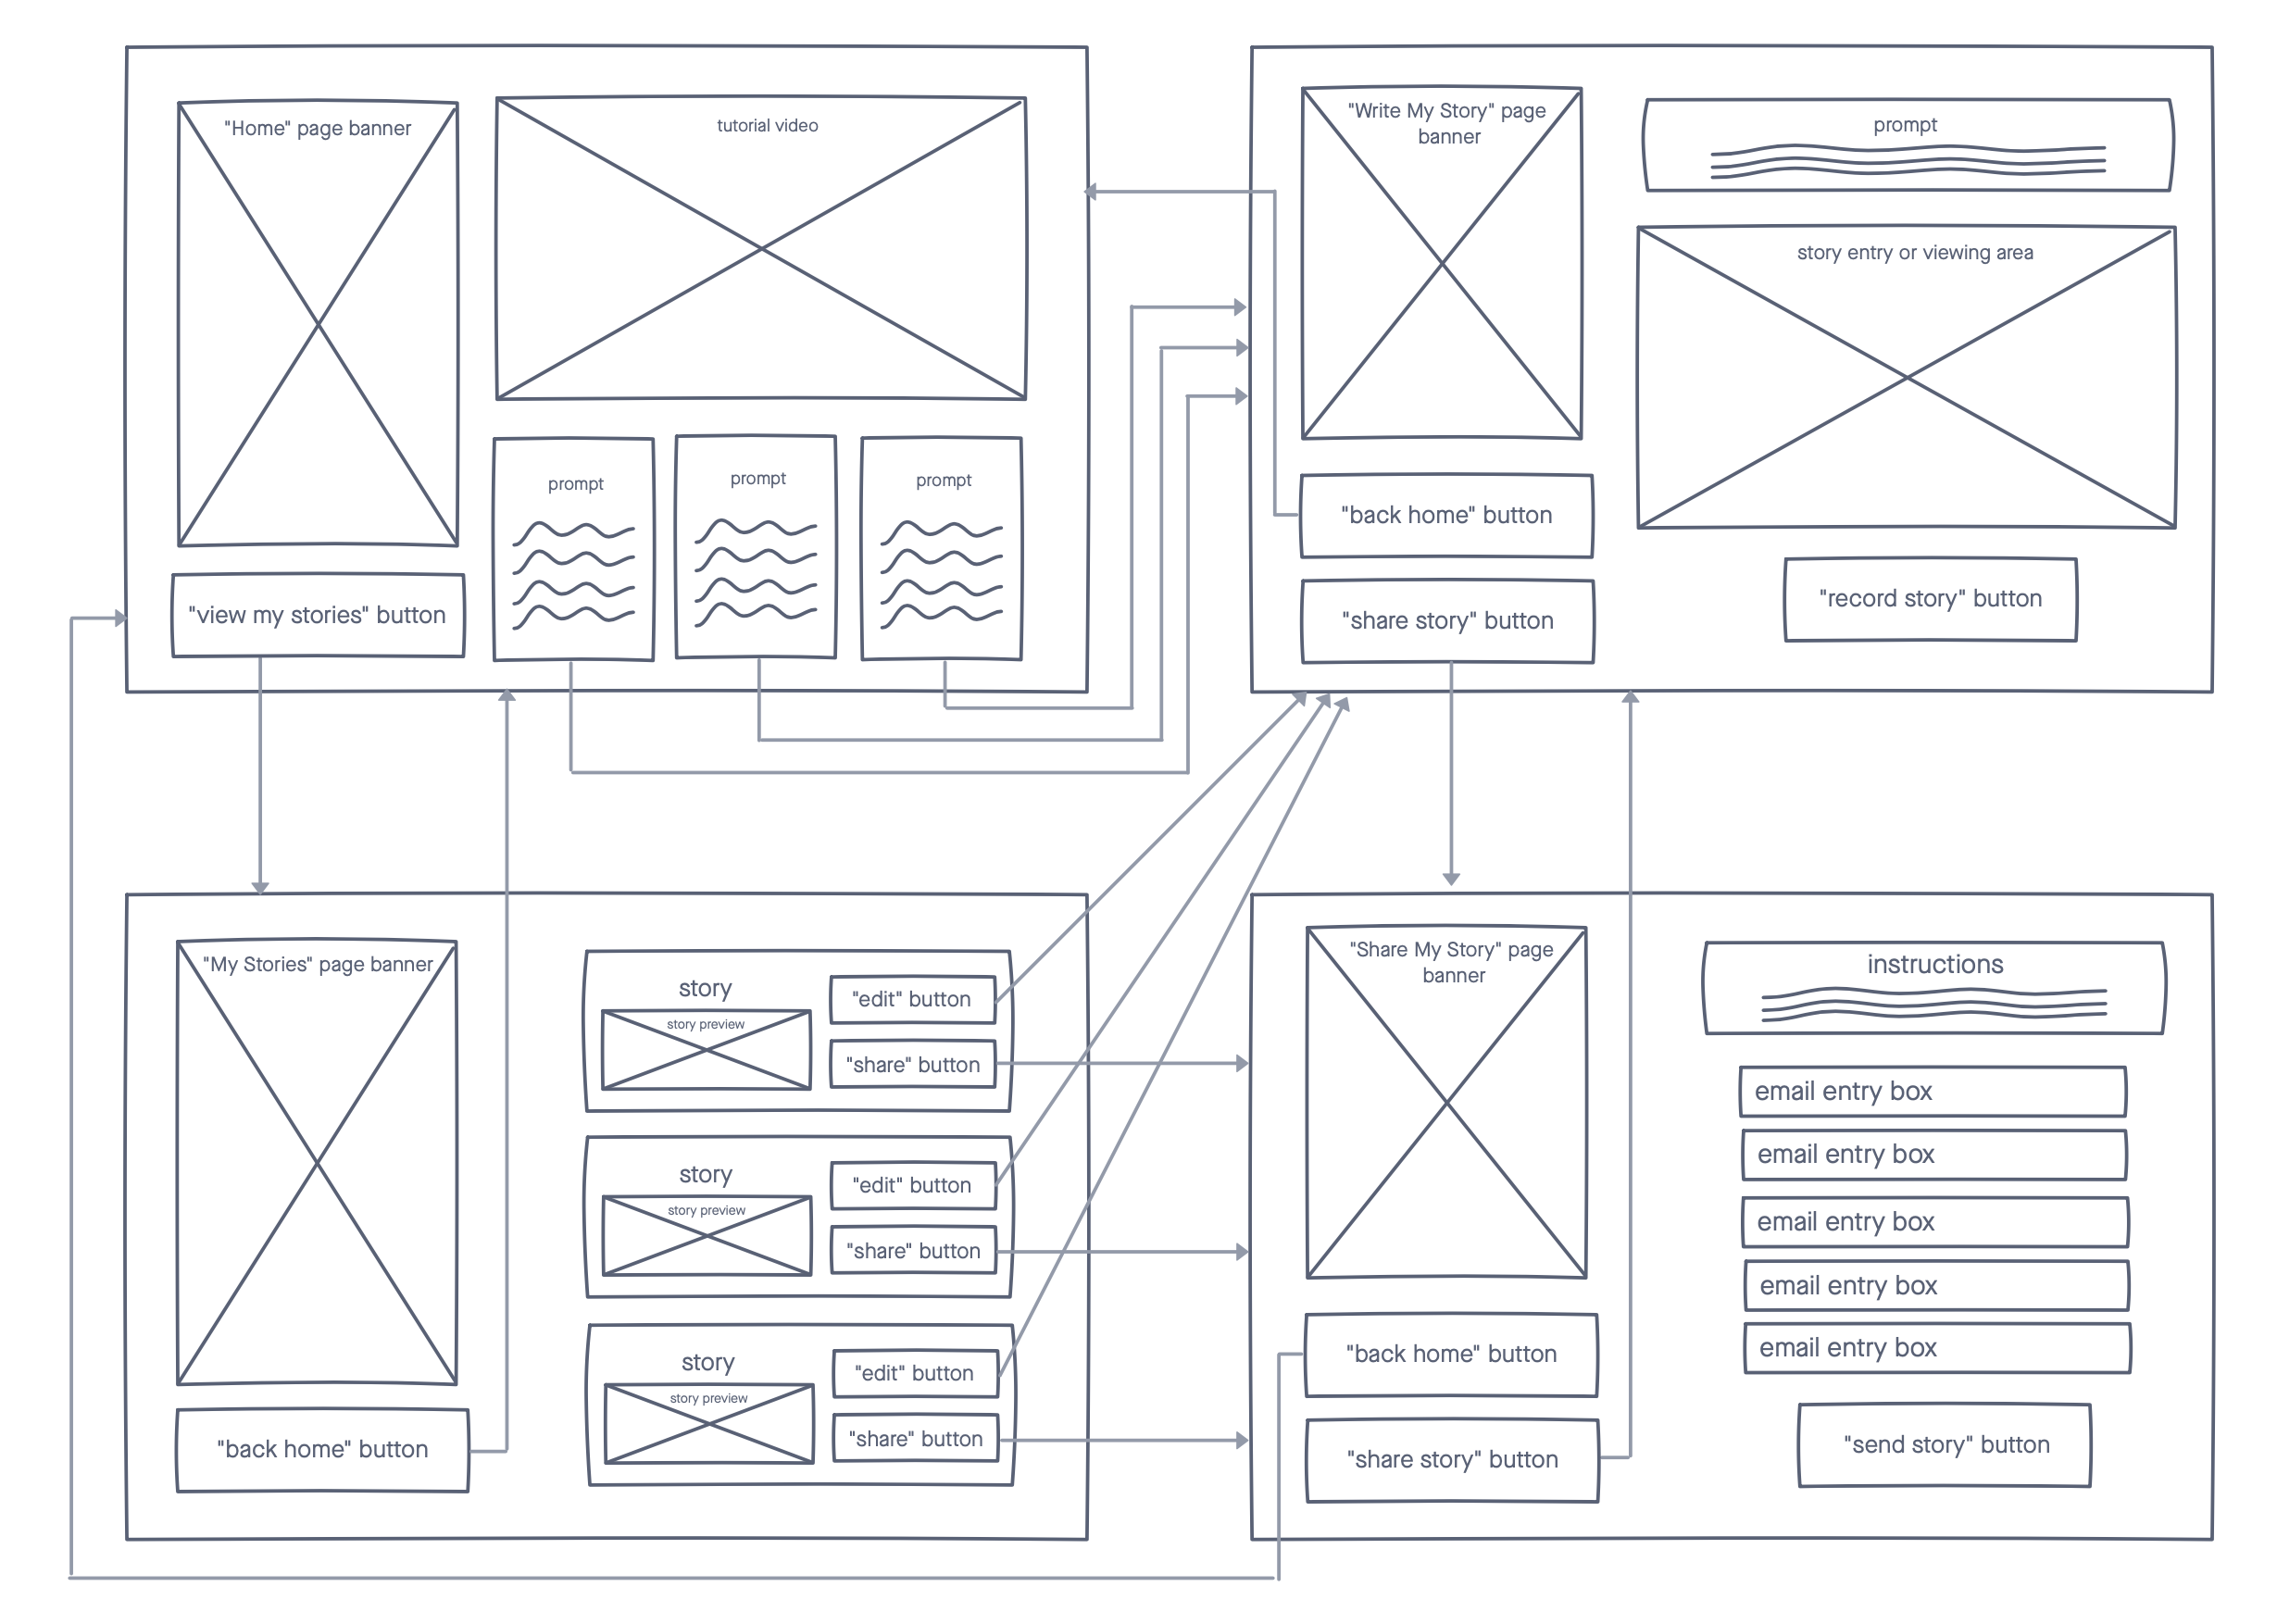 "Home" page banner
tutorial video
prompt
prompt
prompt
"view my stories" button
"Write My Story" page
banner
prompt
story entry or viewing area
"back home" button
"share story" button
"record story" button
"My Stories" page banner
story
story preview
"edit" button
"share" button
story
story preview
"edit" button
"share" button
story
story preview
"edit" button
"share" button
"back home" button
"Share My Story" page
banner
instructions
email entry box
email entry box
email entry box
email entry box
email entry box
"back home" button
"share story" button
"send story" button